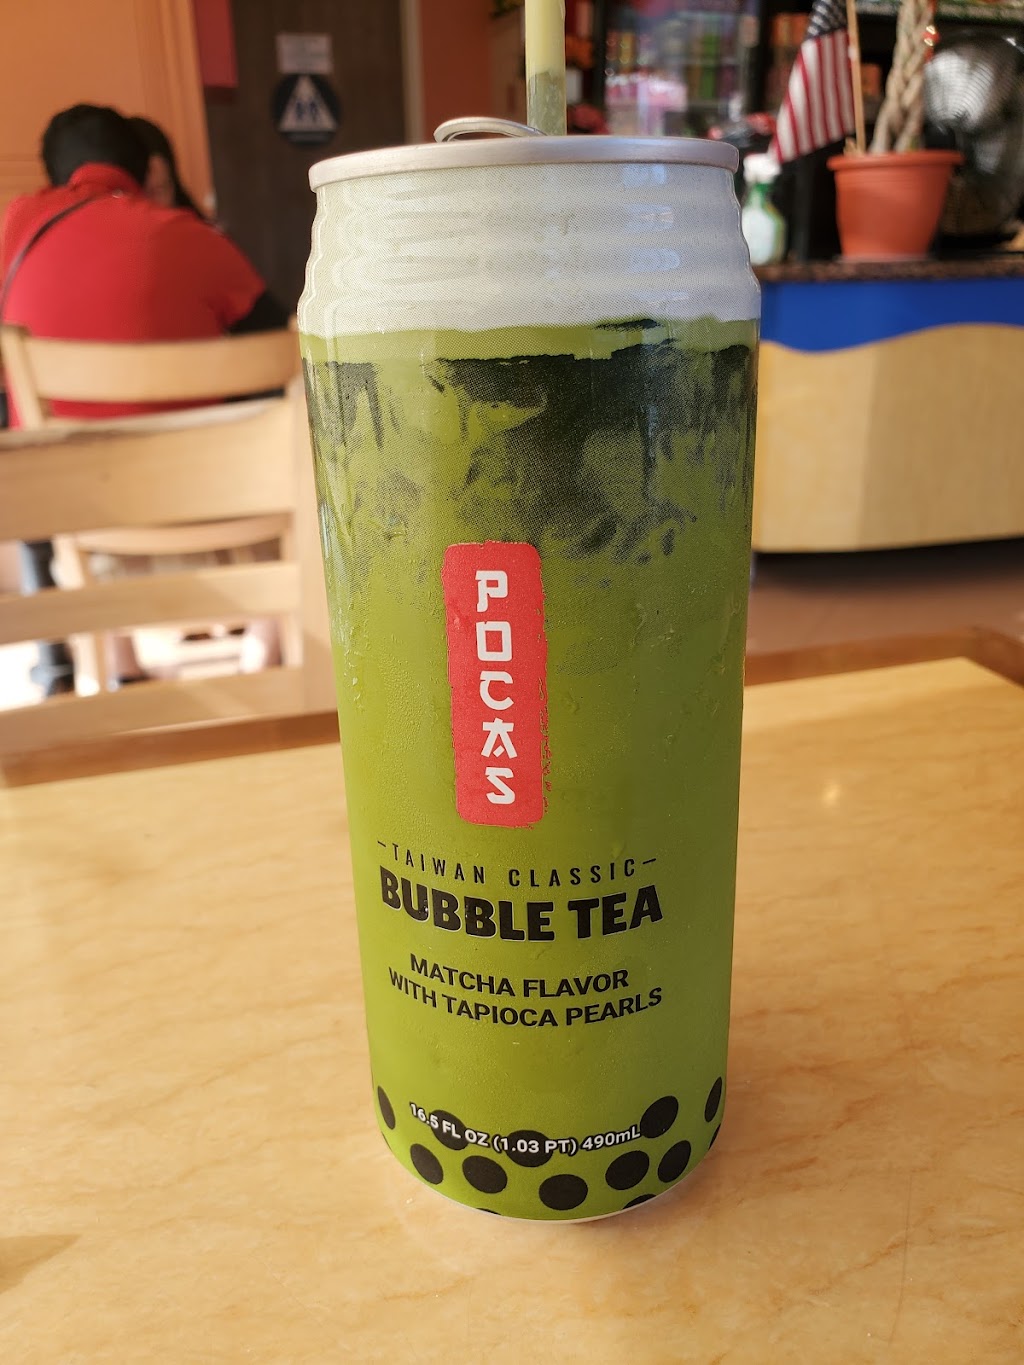 POCAS
-TAIWAN CLASSIC-
BUBBLE TEA
MATCHA FLAVOR
WITH TAPIOCA PEARLS
16.5 FL OZ (1.03 PT) 490mL